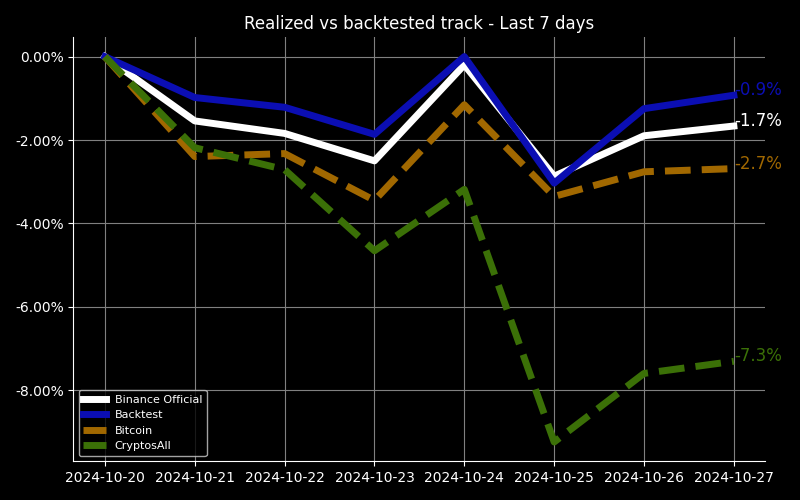 Realized vs backtested track - Last 7 days
0.00%
-2.00%
-4.00%
-6.00%
-8.00%
-0.9%
-1.7%
-2.7%
-7.3%
Binance Official
Backtest
Bitcoin
CryptosAll
2024-10-20 2024-10-21 2024-10-22 2024-10-23 2024-10-24 2024-10-25 2024-10-26 2024-10-27